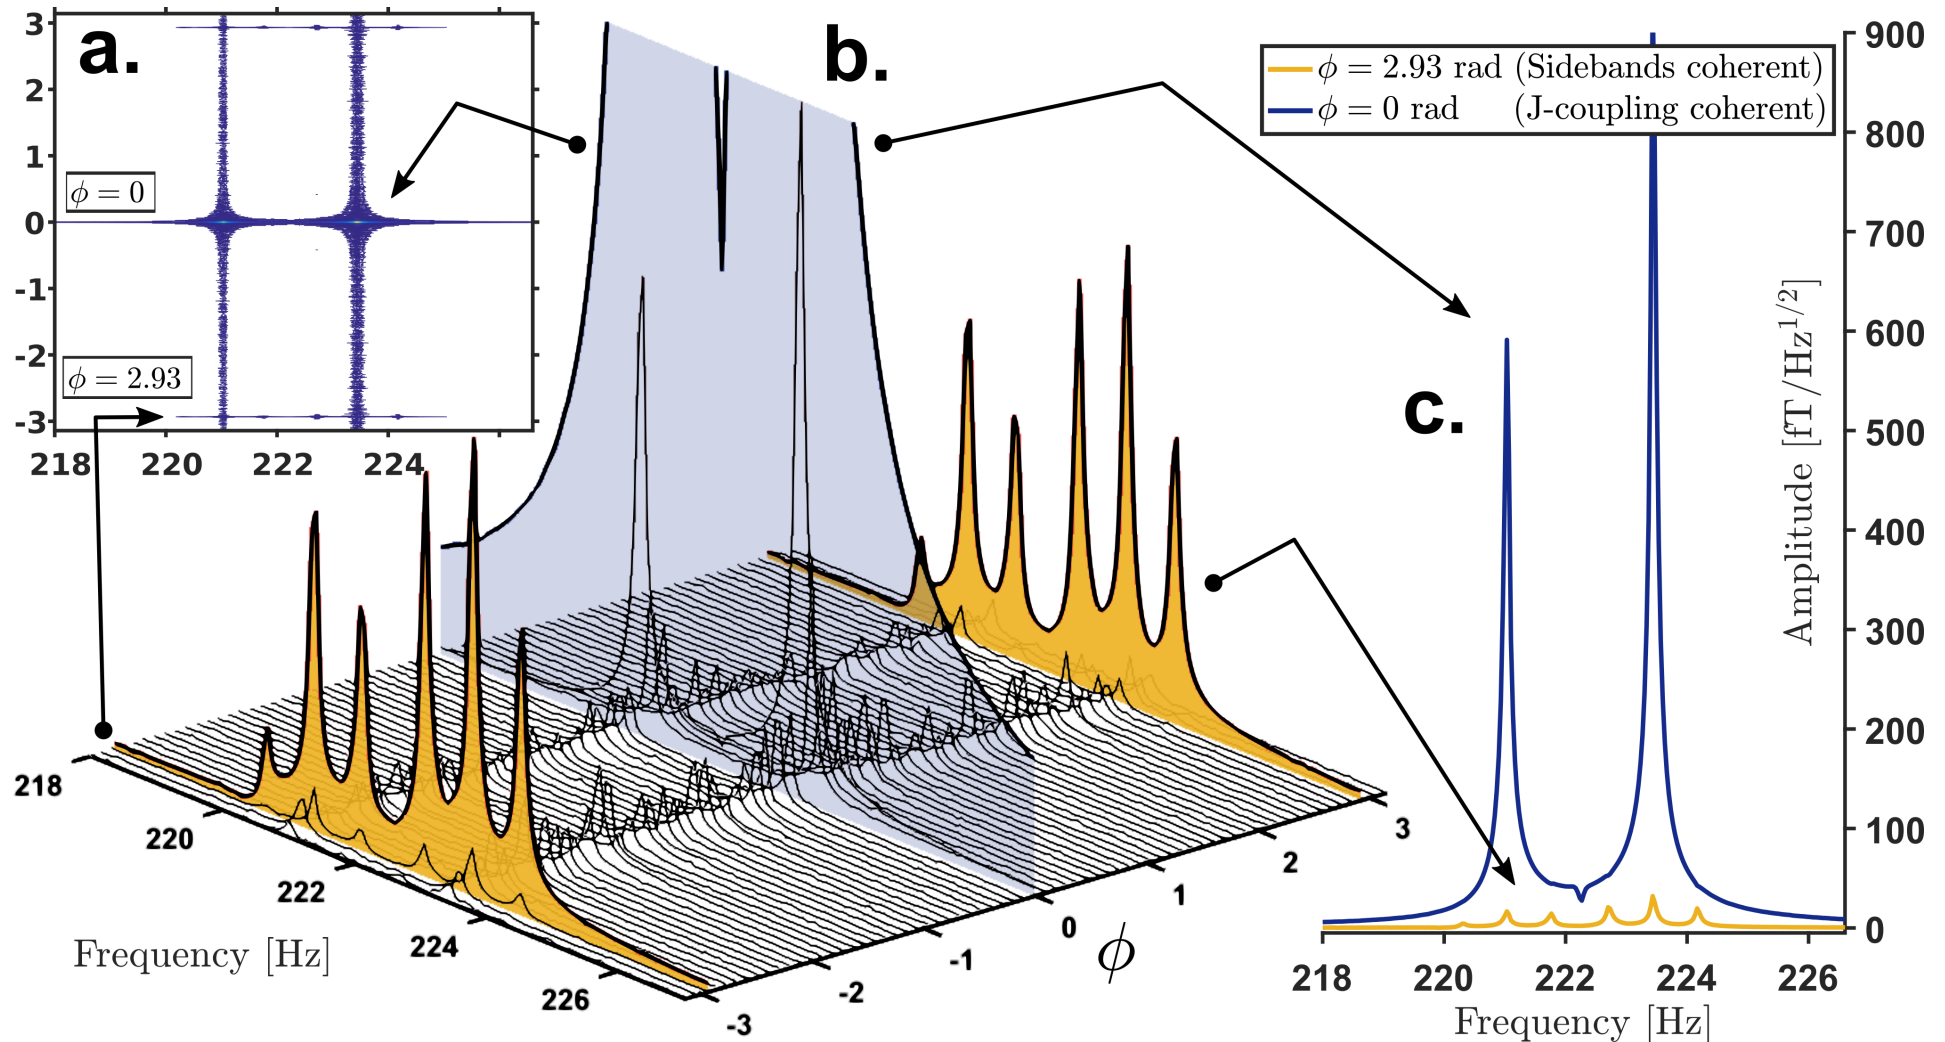 a.
3
2
1
0
-1
-2
-3
ϕ = 0
ϕ = 2.93
218 220 222 224
b.
218
220
222
224
226
Frequency [Hz]
-3
-2
-1
0
1
2
3
ϕ
c.
ϕ = 2.93 rad (Sidebands coherent)
ϕ = 0 rad (J-coupling coherent)
900
800
700
600
500
400
300
200
100
0
Amplitude [fT/Hz^{1/2}]
218 220 222 224 226
Frequency [Hz]